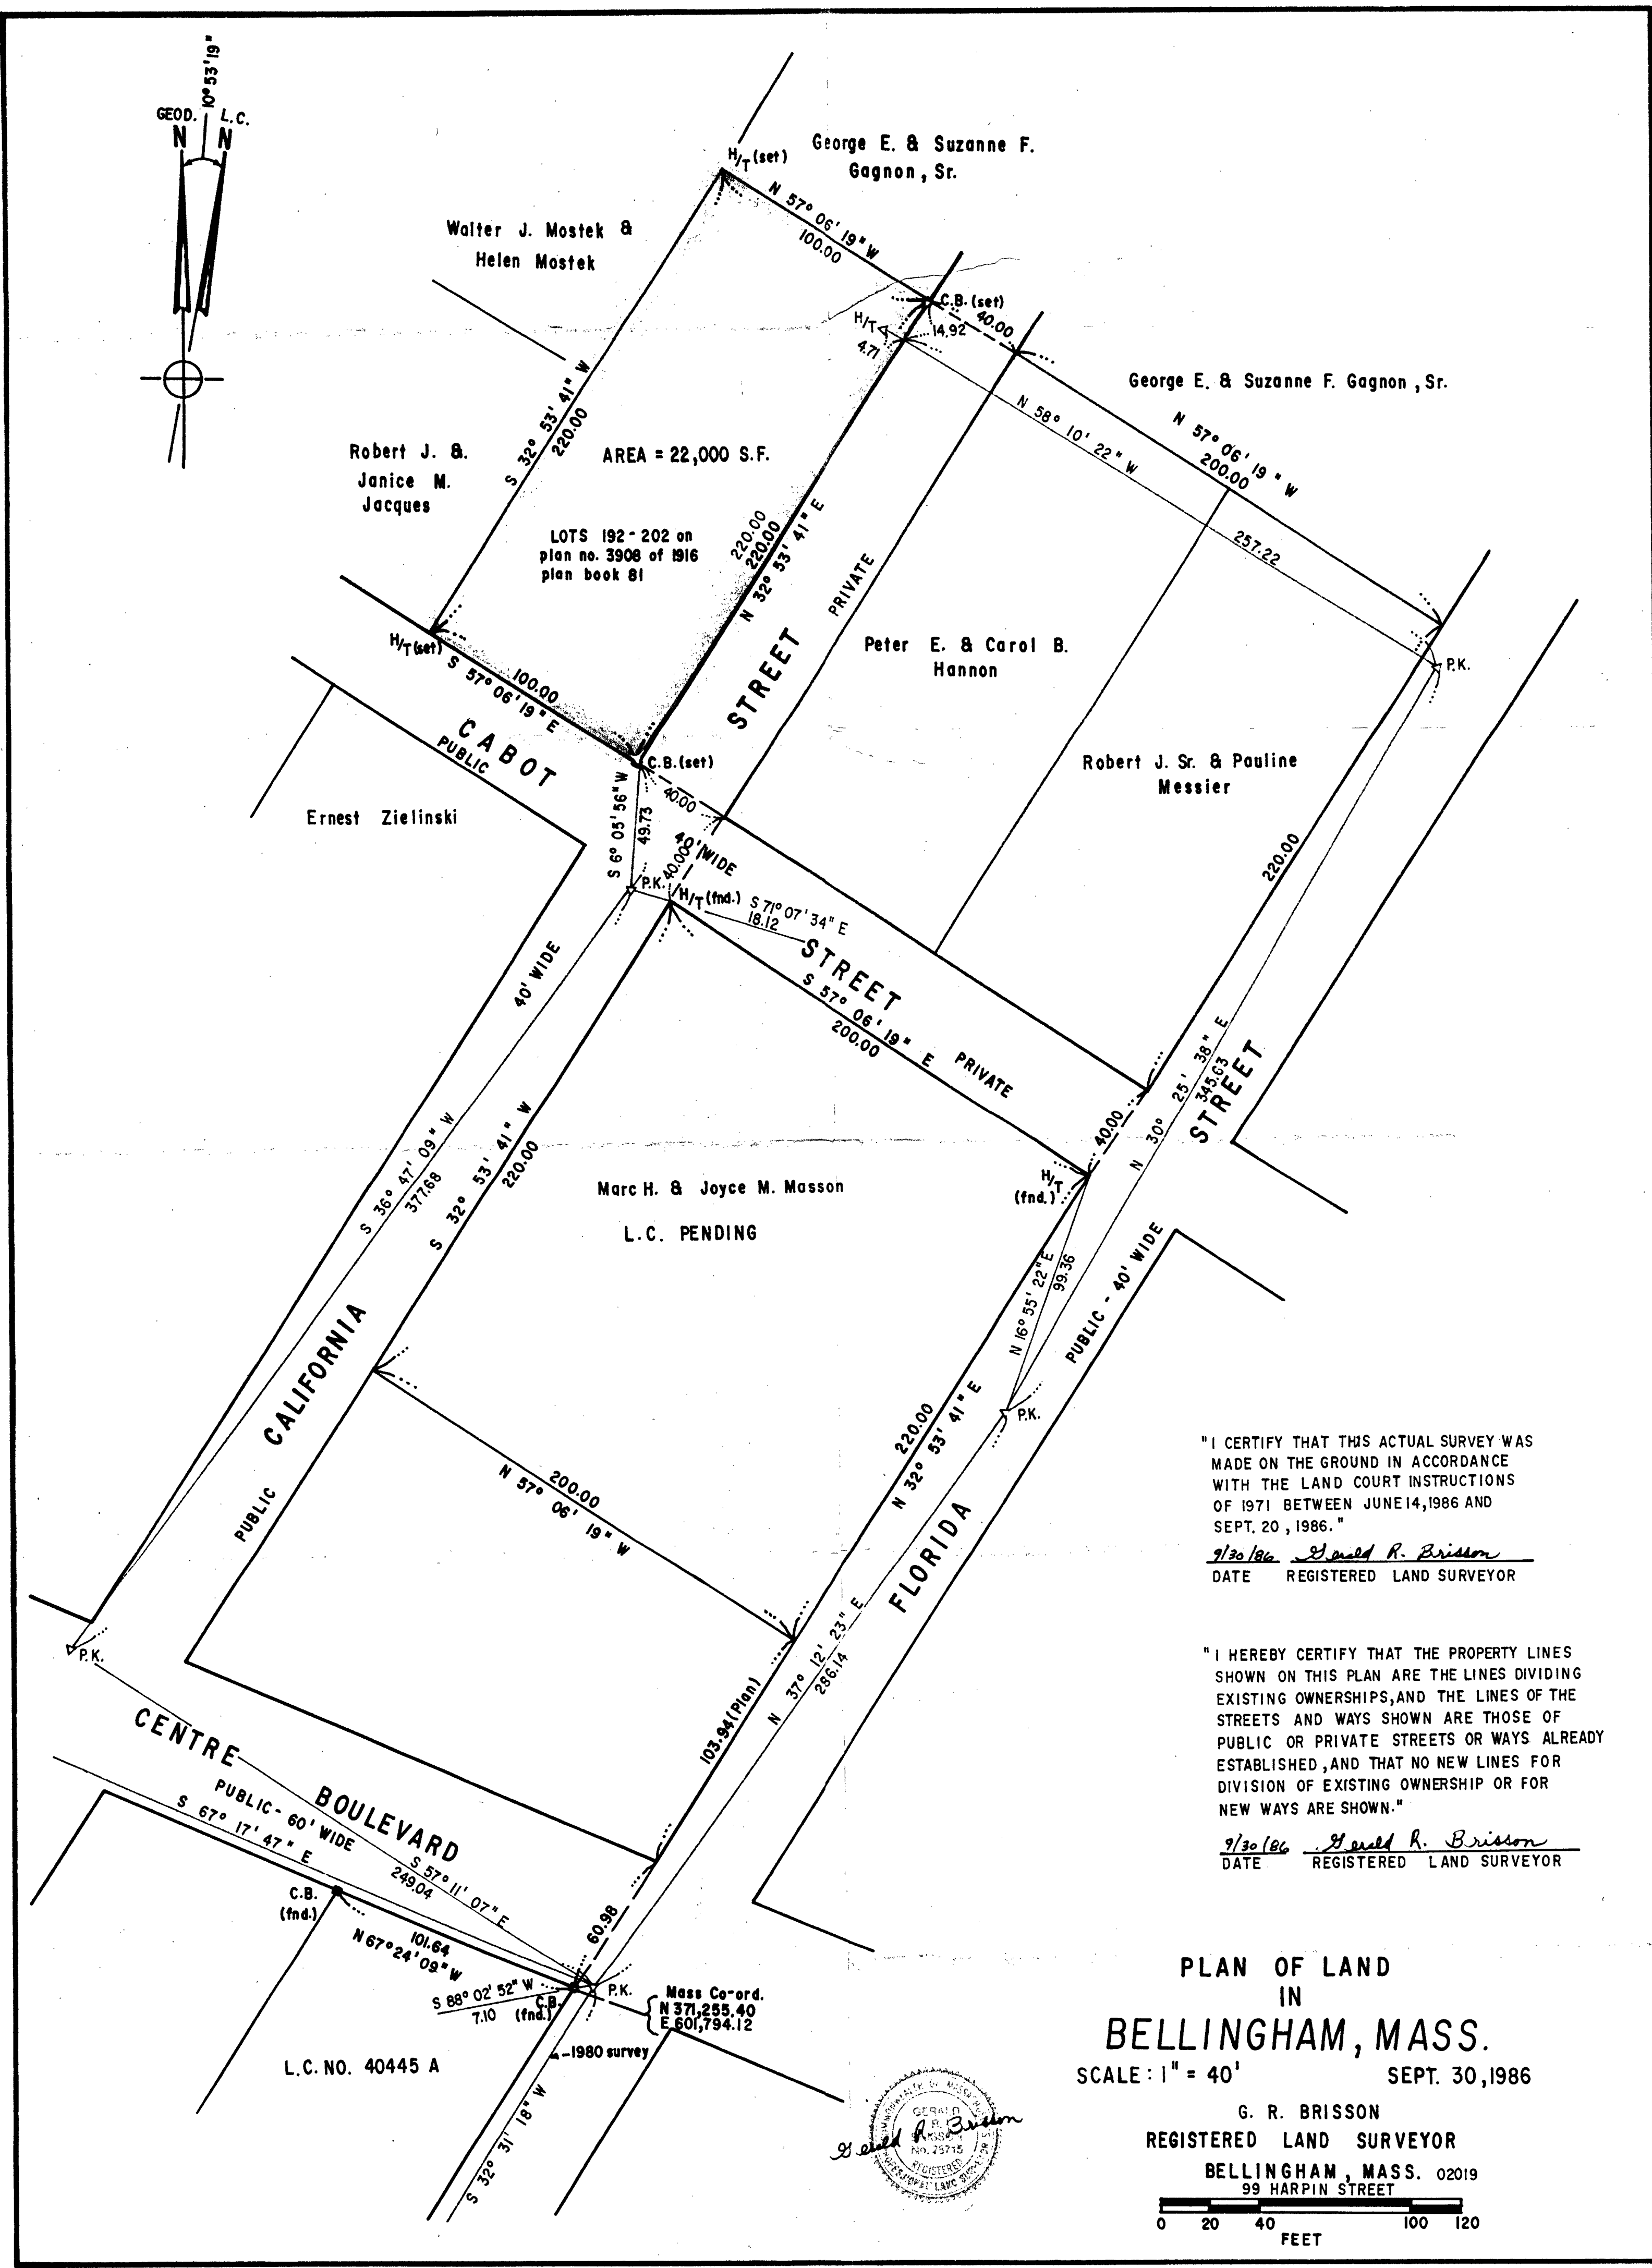 10° 53' 19"
GEOD. L.C.
N N
George E. & Suzanne F.
Gagnon, Sr.
H/T (set)
N 57° 06' 19" W
100.00
Walter J. Mostek &
Helen Mostek
C.B. (set)
40.00
H/T
4.71
14.92
George E. & Suzanne F. Gagnon, Sr.
N 58° 10' 22" W
257.22
N 57° 06' 19" W
200.00
S 32° 53' 41" W
220.00
Robert J. &
Janice M.
Jacques
AREA = 22,000 S.F.
LOTS 192-202 on
plan no. 3908 of 1916
plan book 81
220.00
220.00
N 32° 53' 41" E
STREET
PRIVATE
Peter E. & Carol B.
Hannon
P.K.
H/T (set)
100.00
S 57° 06' 19" E
CABOT
PUBLIC
C.B. (set)
40.00
Robert J. Sr. & Pauline
Messier
Ernest Zielinski
S 6° 05' 56" W
49.73
40' WIDE
40.00
P.K.
H/T (fnd.)
S 71° 07' 34" E
18.12
220.00
STREET
S 57° 06' 19" E
200.00
PRIVATE
40' WIDE
N 30° 25' 38" E
345.63
STREET
40.00
S 36° 47' 09" W
377.68
S 32° 53' 41" W
220.00
Marc H. & Joyce M. Masson
L.C. PENDING
H/T
(fnd.)
N 16° 55' 22" E
99.36
PUBLIC - 40' WIDE
CALIFORNIA
PUBLIC
P.K.
220.00
N 32° 53' 41" E
200.00
N 57° 06' 19" W
FLORIDA
"I CERTIFY THAT THIS ACTUAL SURVEY WAS
MADE ON THE GROUND IN ACCORDANCE
WITH THE LAND COURT INSTRUCTIONS
OF 1971 BETWEEN JUNE 14, 1986 AND
SEPT. 20, 1986."
9/30/86 Gerald R. Brisson
DATE REGISTERED LAND SURVEYOR
N 37° 12' 23" E
286.14
P.K.
103.94 (Plan)
"I HEREBY CERTIFY THAT THE PROPERTY LINES
SHOWN ON THIS PLAN ARE THE LINES DIVIDING
EXISTING OWNERSHIPS, AND THE LINES OF THE
STREETS AND WAYS SHOWN ARE THOSE OF
PUBLIC OR PRIVATE STREETS OR WAYS ALREADY
ESTABLISHED, AND THAT NO NEW LINES FOR
DIVISION OF EXISTING OWNERSHIP OR FOR
NEW WAYS ARE SHOWN."
9/30/86 Gerald R. Brisson
DATE REGISTERED LAND SURVEYOR
CENTRE BOULEVARD
PUBLIC - 60' WIDE
S 67° 17' 47" E
S 57° 11' 07" E
249.04
C.B.
(fnd.)
101.64
N 67° 24' 09" W
60.98
S 88° 02' 52" W
7.10
C.B.
(fnd.)
P.K.
Mass Co-ord.
N 371,255.40
E 601,794.12
1980 survey
L.C. NO. 40445 A
S 32° 31' 18" W
GERALD
R.
BRISSON
No. 25715
REGISTERED
Gerald R. Brisson
PLAN OF LAND
IN
BELLINGHAM, MASS.
SCALE: 1" = 40' SEPT. 30, 1986
G. R. BRISSON
REGISTERED LAND SURVEYOR
BELLINGHAM, MASS. 02019
99 HARPIN STREET
0 20 40 100 120
FEET